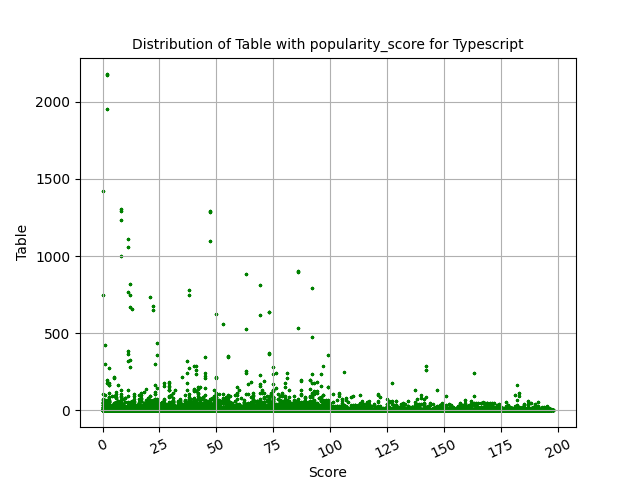 Distribution of Table with popularity_score for Typescript
Table
2000
1500
1000
500
0
0 25 50 75 100 125 150 175 200
Score